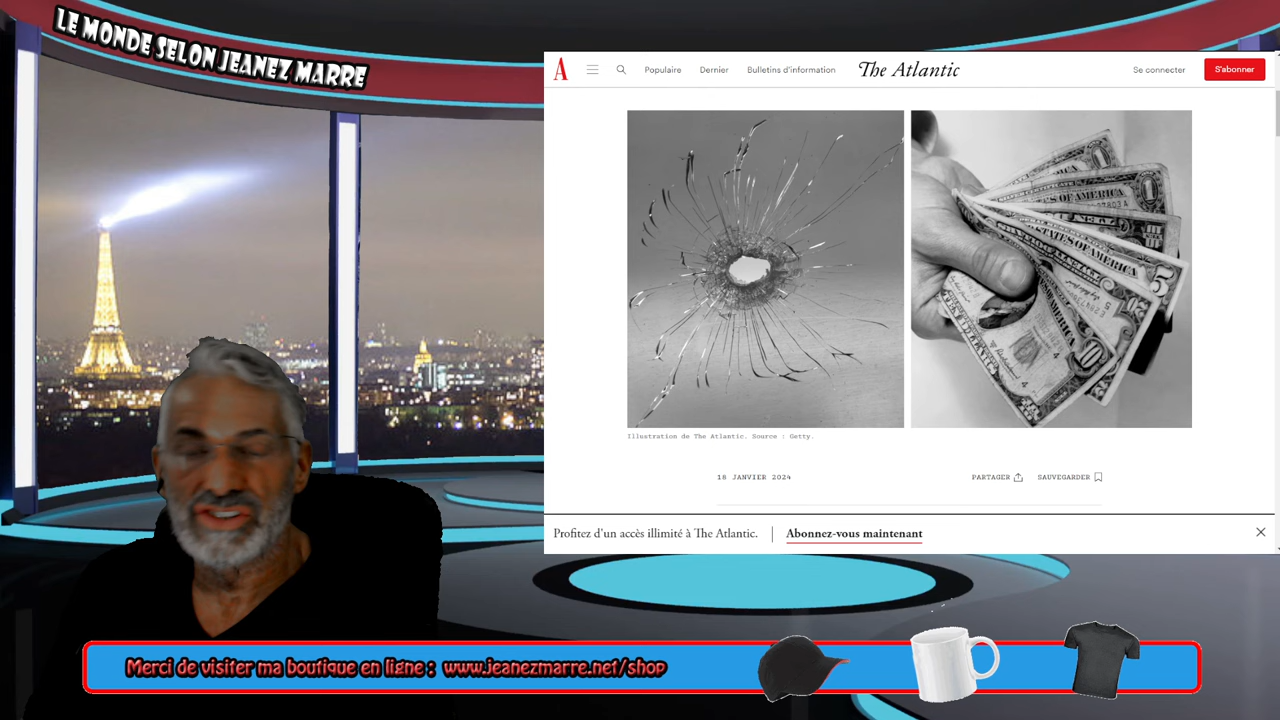 LE MONDE SELON JEANEZ MARRE
A
Populaire
Dernier
Bulletins d'information
The Atlantic
Se connecter
S'abonner
Illustration de The Atlantic. Source : Getty.
18 JANVIER 2024
PARTAGER
SAUVEGARDER
Profitez d'un accès illimité à The Atlantic.
Abonnez-vous maintenant
Merci de visiter ma boutique en ligne : www.jeanezmarre.net/shop